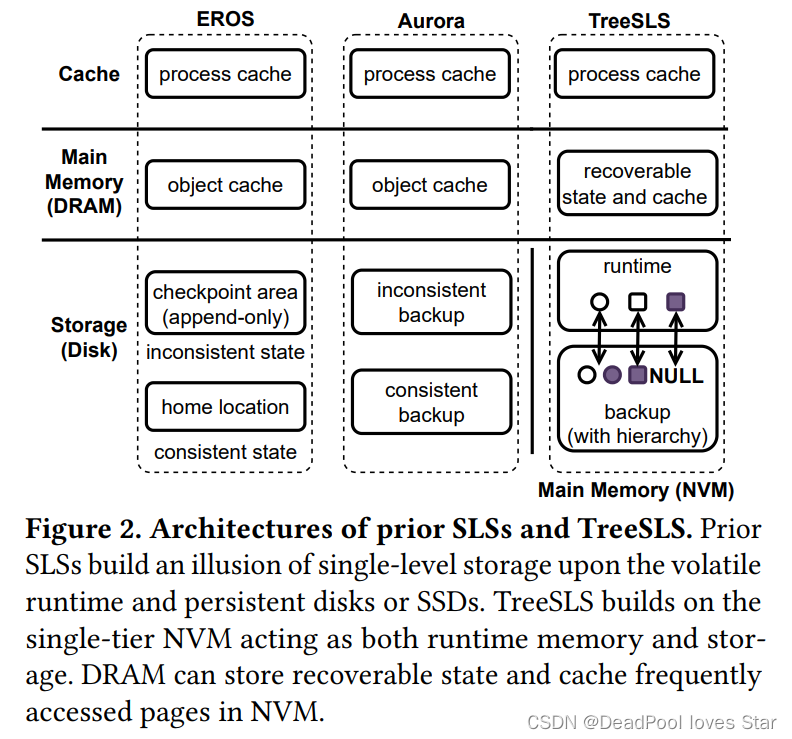 EROS Aurora TreeSLS
Cache process cache process cache process cache
Main
Memory
(DRAM)
object cache object cache
recoverable
state and cache
Storage
(Disk)
checkpoint area
(append-only)
inconsistent state
home location
consistent state
inconsistent
backup
consistent
backup
runtime
NULL
backup
(with hierarchy)
Main Memory (NVM)
Figure 2. Architectures of prior SLSs and TreeSLS. Prior
SLSs build an illusion of single-level storage upon the volatile
runtime and persistent disks or SSDs. TreeSLS builds on the
single-tier NVM acting as both runtime memory and stor-
age. DRAM can store recoverable state and cache frequently
accessed pages in NVM.
CSDN @DeadPool loves Star